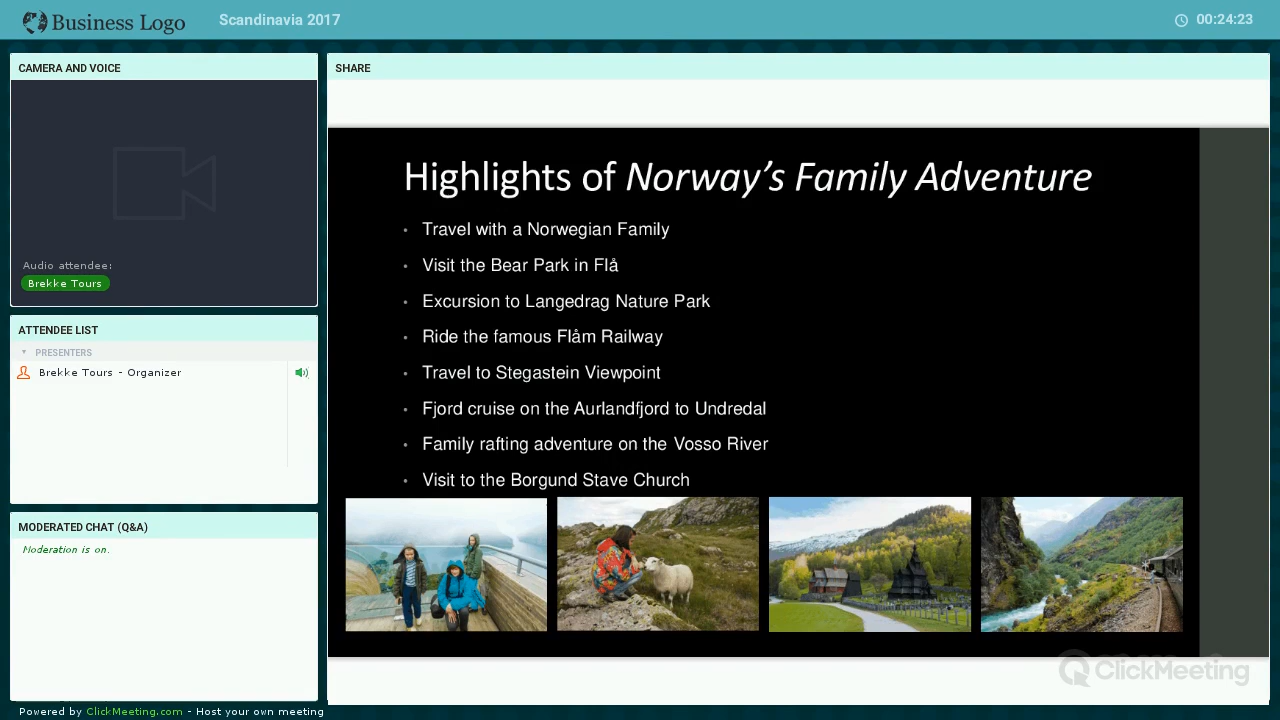 Business Logo
Scandinavia 2017
00:24:23
CAMERA AND VOICE
Audio attendee:
Brekke Tours
ATTENDEE LIST
PRESENTERS
Brekke Tours - Organizer
MODERATED CHAT (Q&A)
Moderation is on.
Powered by ClickMeeting.com - Host your own meeting
SHARE
Highlights of Norway's Family Adventure
• Travel with a Norwegian Family
• Visit the Bear Park in Flå
• Excursion to Langedrag Nature Park
• Ride the famous Flåm Railway
• Travel to Stegastein Viewpoint
• Fjord cruise on the Aurlandfjord to Undredal
• Family rafting adventure on the Vosso River
• Visit to the Borgund Stave Church
ClickMeeting